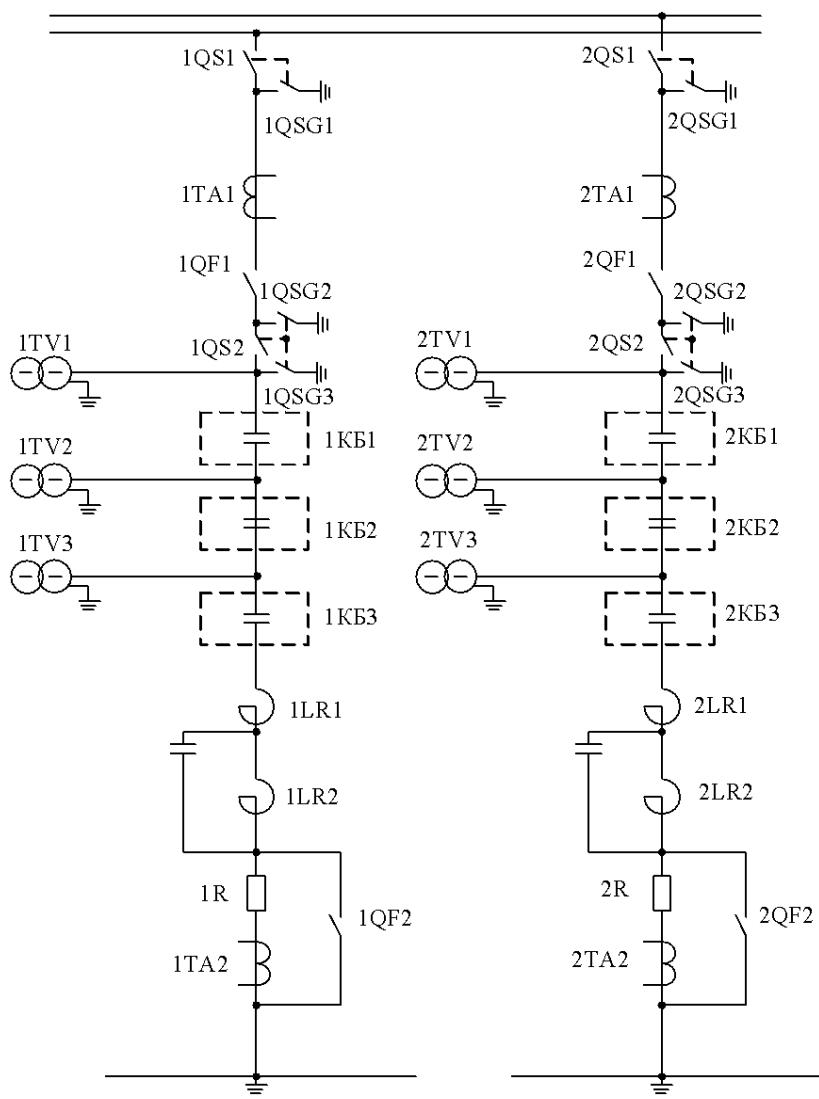 1QS1
2QS1
1QSG1
2QSG1
1TA1
2TA1
1QF1
2QF1
1QSG2
2QSG2
1TV1
1QS2
2TV1
2QS2
1QSG3
2QSG3
1КБ1
2КБ1
1TV2
2TV2
1КБ2
2КБ2
1TV3
2TV3
1КБ3
2КБ3
1LR1
2LR1
1LR2
2LR2
1R
2R
1QF2
2QF2
1TA2
2TA2